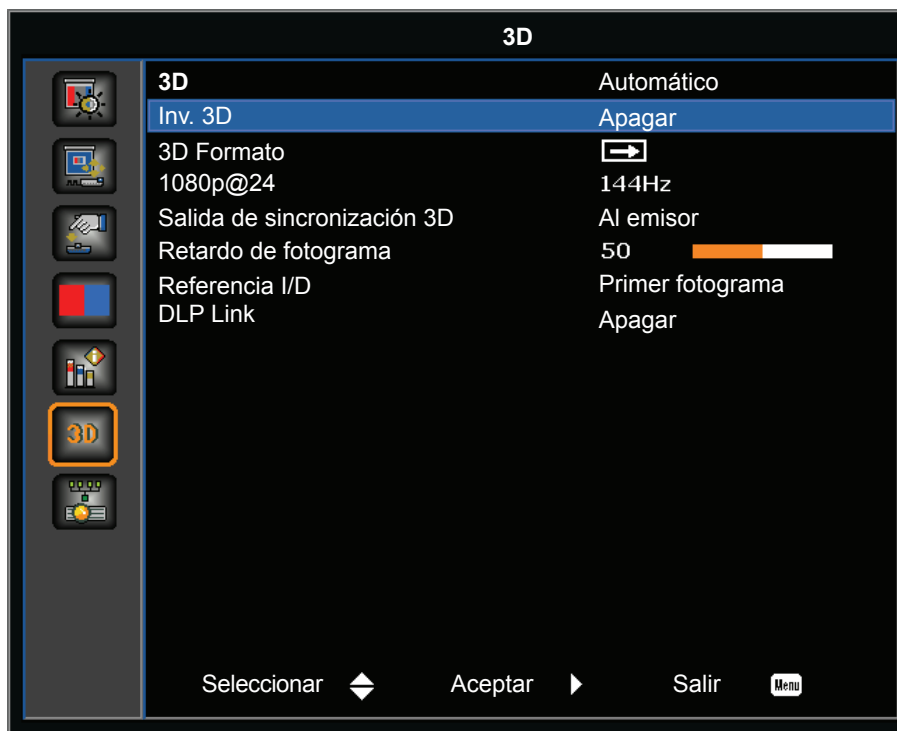 3D
3D Automático
Inv. 3D Apagar
3D Formato
1080p@24 144Hz
Salida de sincronización 3D Al emisor
Retardo de fotograma 50
Referencia I/D Primer fotograma
DLP Link Apagar
3D
Seleccionar Aceptar Salir Menu